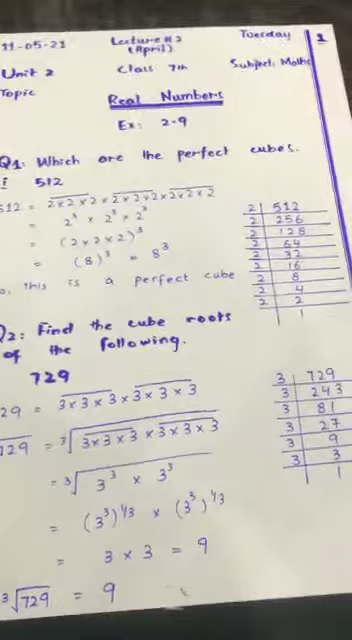 11-05-21 Lecture # 2 Tuesday 1
(April)
Unit 2 Class 7th Subject: Maths
Topic
Real Numbers
Ex: 2.9
Q1: Which are the perfect cubes.
i 512
512 = 2×2×2×2×2×2×2×2×2
= 2³ × 2³ × 2³
= (2×2×2)³
= (8)³ = 8³
So, this is a perfect cube
2 | 512
2 | 256
2 | 128
2 | 64
2 | 32
2 | 16
2 | 8
2 | 4
2 | 2
| 1
Q2: Find the cube roots
of the following.
729
729 = 3×3×3×3×3×3
∛729 = ∛3×3×3×3×3×3
= ∛3³ × 3³
= (3³)^1/3 × (3³)^1/3
= 3 × 3 = 9
∛729 = 9
3 | 729
3 | 243
3 | 81
3 | 27
3 | 9
3 | 3
| 1